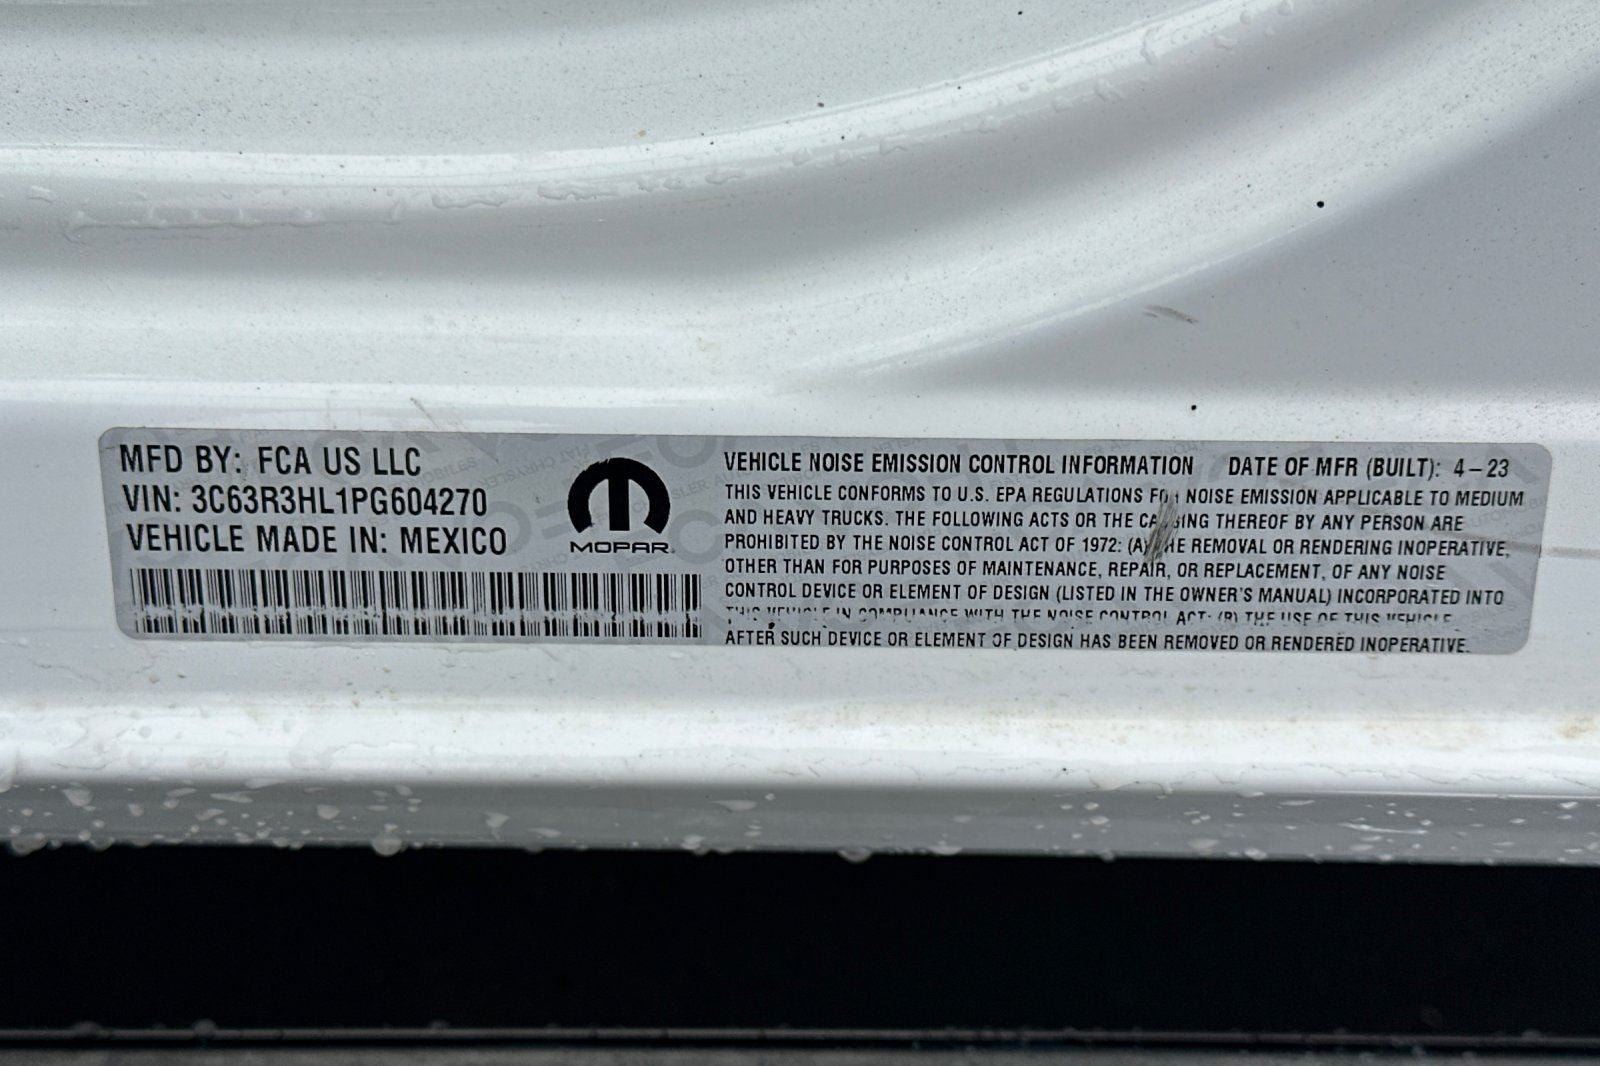 MFD BY: FCA US LLC
VIN: 3C63R3HL1PG604270
VEHICLE MADE IN: MEXICO
MOPAR
VEHICLE NOISE EMISSION CONTROL INFORMATION DATE OF MFR (BUILT): 4-23
THIS VEHICLE CONFORMS TO U.S. EPA REGULATIONS FOR NOISE EMISSION APPLICABLE TO MEDIUM
AND HEAVY TRUCKS. THE FOLLOWING ACTS OR THE CAUSING THEREOF BY ANY PERSON ARE
PROHIBITED BY THE NOISE CONTROL ACT OF 1972: (A) THE REMOVAL OR RENDERING INOPERATIVE,
OTHER THAN FOR PURPOSES OF MAINTENANCE, REPAIR, OR REPLACEMENT, OF ANY NOISE
CONTROL DEVICE OR ELEMENT OF DESIGN (LISTED IN THE OWNER'S MANUAL) INCORPORATED INTO
THIS VEHICLE IN COMPLIANCE WITH THE NOISE CONTROL ACT: (B) THE USE OF THIS VEHICLE
AFTER SUCH DEVICE OR ELEMENT OF DESIGN HAS BEEN REMOVED OR RENDERED INOPERATIVE.